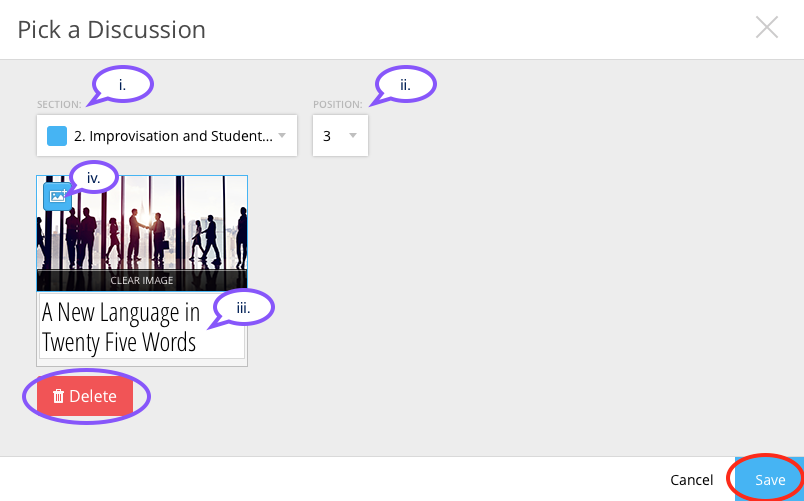 Pick a Discussion
i.
ii.
SECTION:
POSITION:
2. Improvisation and Student...
3
iv.
CLEAR IMAGE
iii.
A New Language in
Twenty Five Words
Delete
Cancel
Save